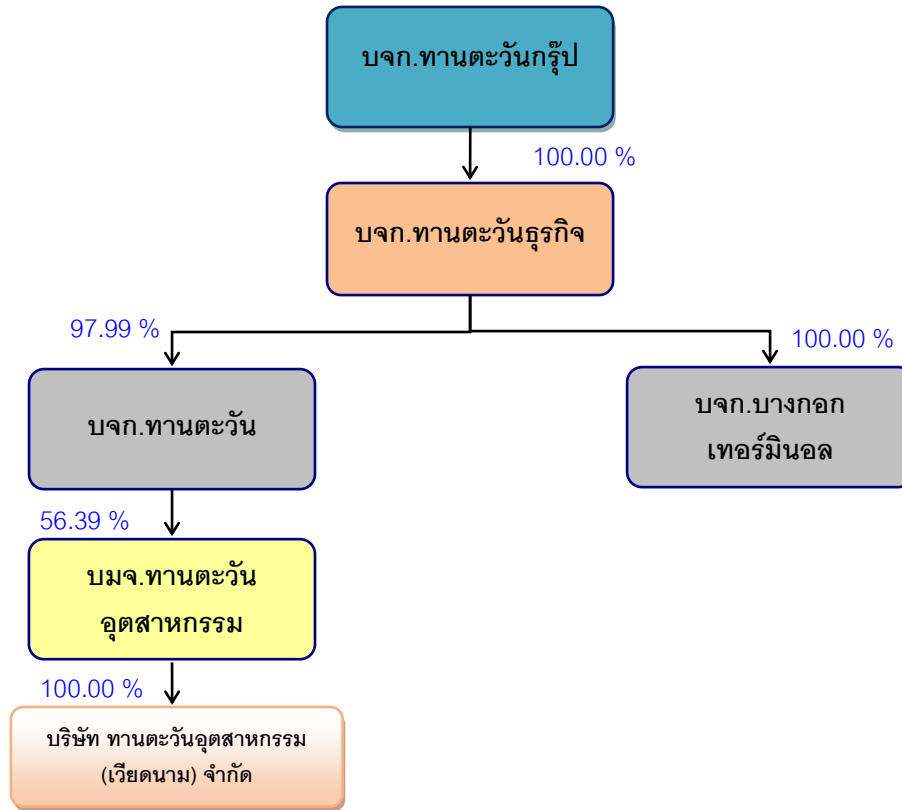 บจก.ทานตะวันกรุ๊ป
100.00 %
บจก.ทานตะวันธุรกิจ
97.99 %
100.00 %
บจก.ทานตะวัน
บจก.บางกอก
เทอร์มินอล
56.39 %
บมจ.ทานตะวัน
อุตสาหกรรม
100.00 %
บริษัท ทานตะวันอุตสาหกรรม
(เวียดนาม) จำกัด